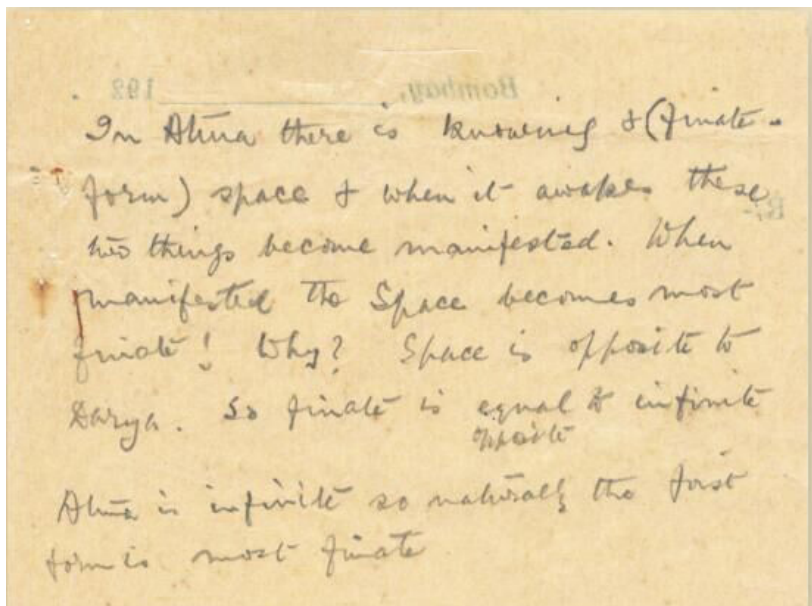 Bombay, 192
In Atma there is knowing & (finate-
form) space & when it awakes these
two things become manifested. When
manifested the Space becomes most
finate! Why? Space is opposite to
Darya. So finate is equal & infinite
opposite
Atma is infinite so naturally the first
form is most finate